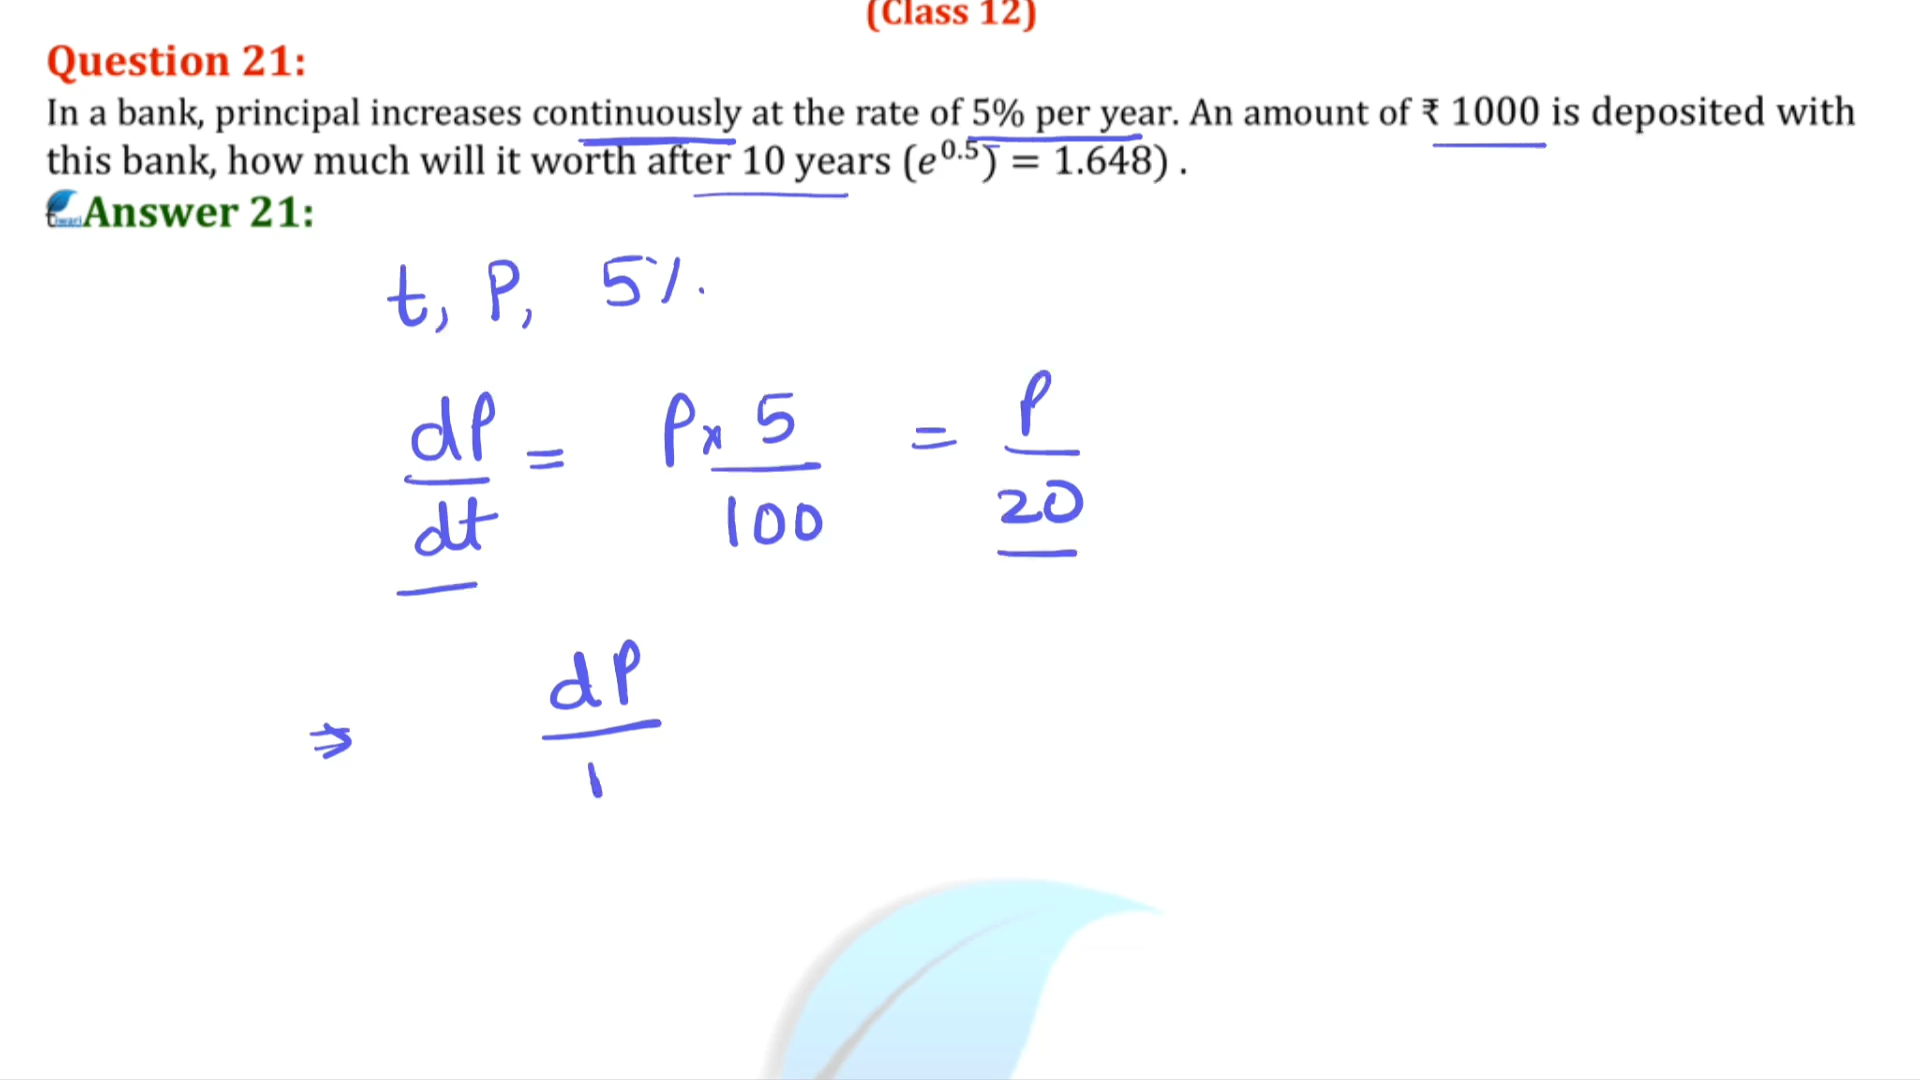 (Class 12)
Question 21:
In a bank, principal increases continuously at the rate of 5% per year. An amount of ₹ 1000 is deposited with
this bank, how much will it worth after 10 years (e^0.5) = 1.648) .
Answer 21:
t, P, 5%.
dP/dt = P x 5/100 = P/20
⇒ dP/